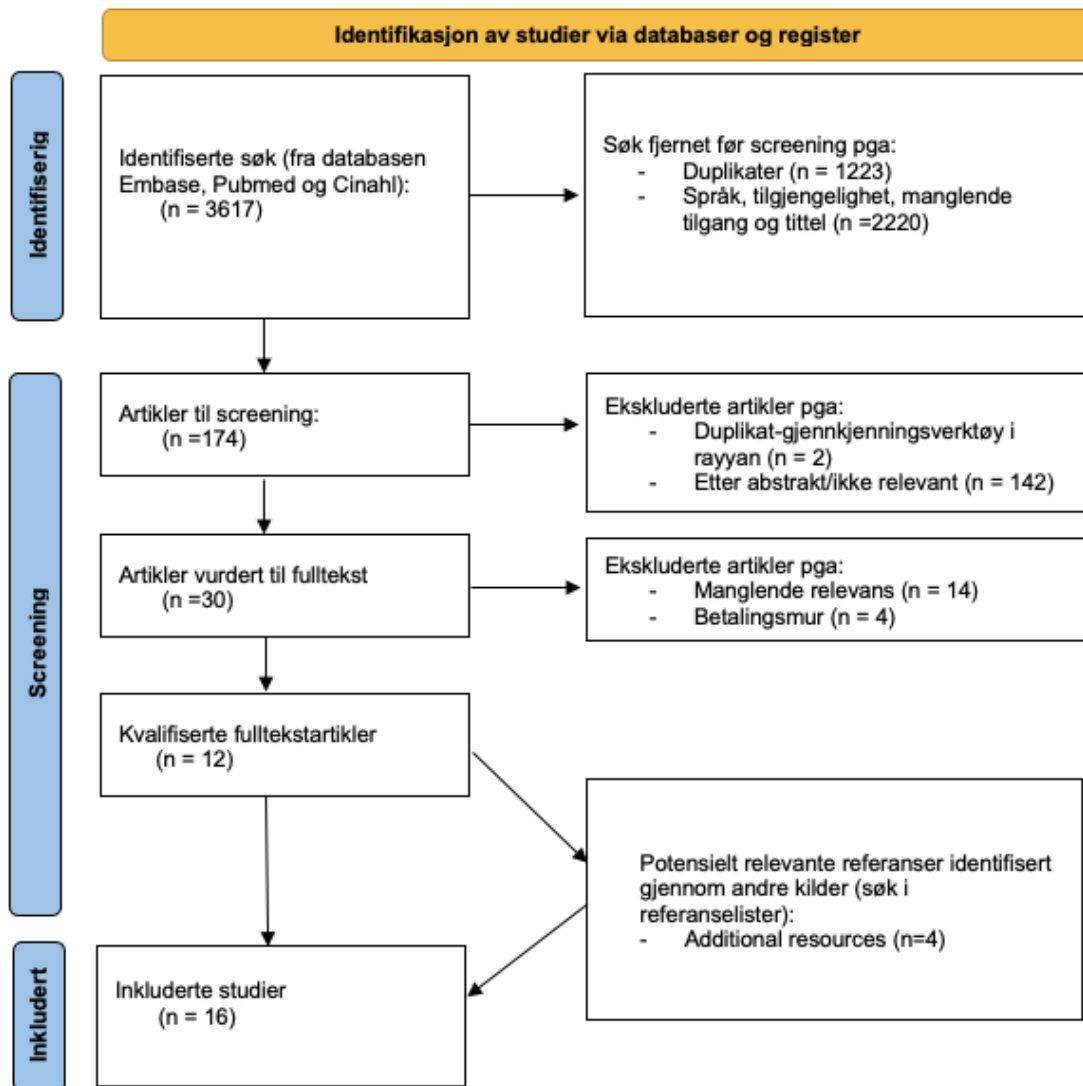 Identifikasjon av studier via databaser og register
Identifiserig
Identifiserte søk (fra databasen
Embase, Pubmed og Cinahl):
(n = 3617)
Søk fjernet før screening pga:
- Duplikater (n = 1223)
- Språk, tilgjengelighet, manglende
tilgang og tittel (n =2220)
Screening
Artikler til screening:
(n =174)
Ekskluderte artikler pga:
- Duplikat-gjennkjenningsverktøy i
rayyan (n = 2)
- Etter abstrakt/ikke relevant (n = 142)
Artikler vurdert til fulltekst
(n =30)
Ekskluderte artikler pga:
- Manglende relevans (n = 14)
- Betalingsmur (n = 4)
Kvalifiserte fulltekstartikler
(n = 12)
Potensielt relevante referanser identifisert
gjennom andre kilder (søk i
referanselister):
- Additional resources (n=4)
Inkludert
Inkluderte studier
(n = 16)